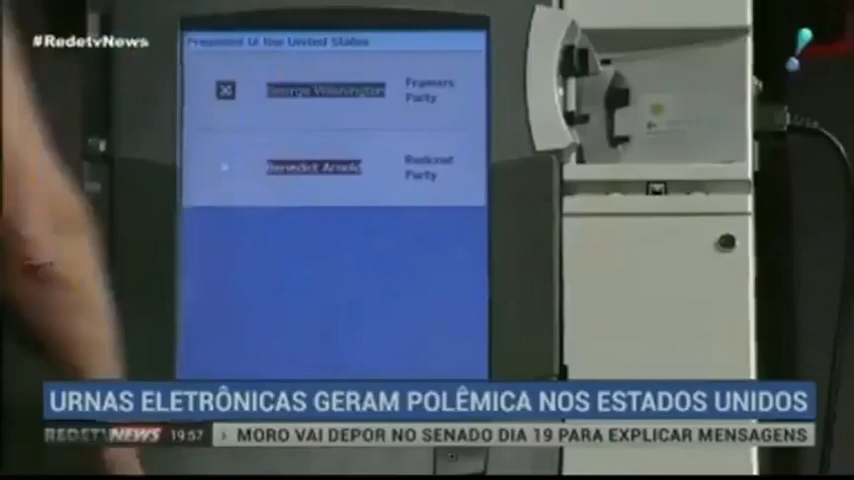 #RedetvNews
President of the United States
George Washington
Framers
Party
Benedict Arnold
Redcoat
Party
URNAS ELETRÔNICAS GERAM POLÊMICA NOS ESTADOS UNIDOS
REDETV NEWS 19:57 > MORO VAI DEPOR NO SENADO DIA 19 PARA EXPLICAR MENSAGENS